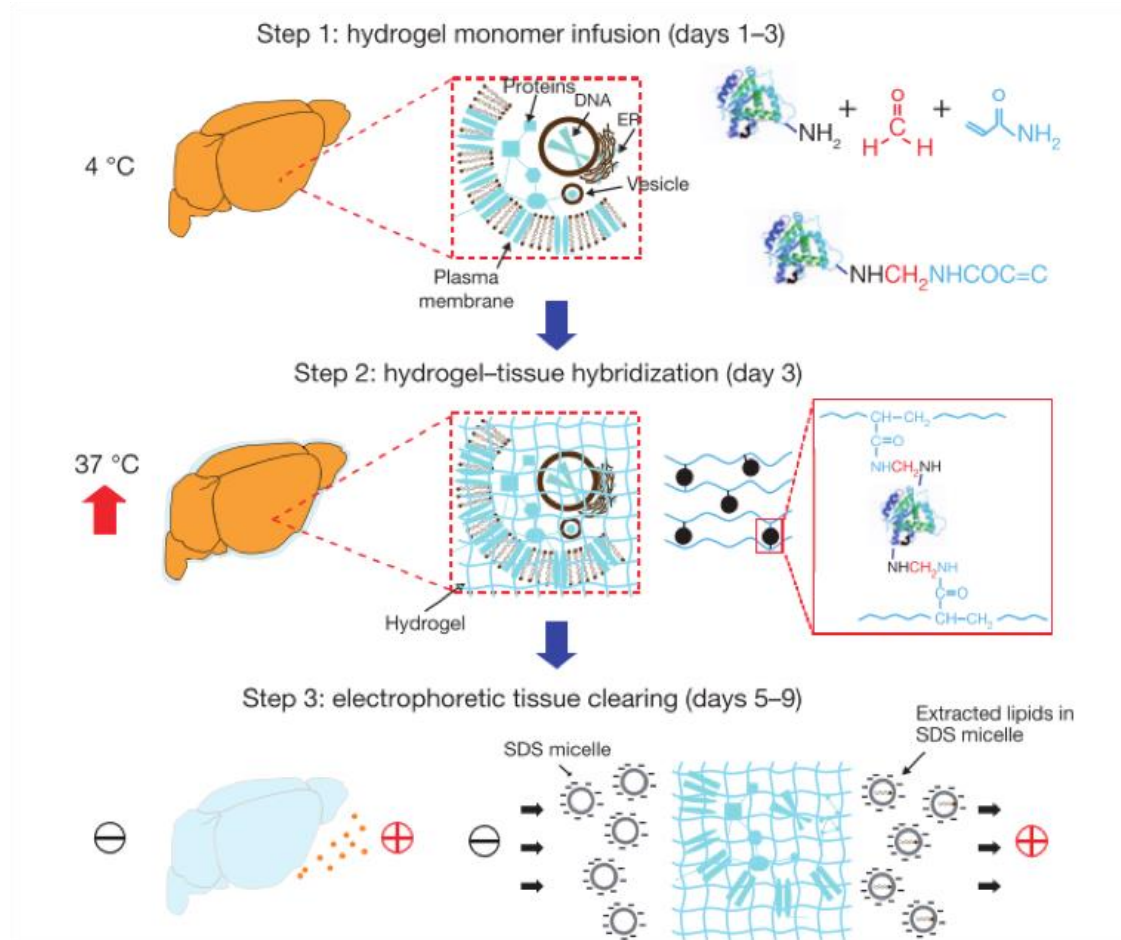 Step 1: hydrogel monomer infusion (days 1–3)
4 °C
Proteins
DNA
ER
Vesicle
Plasma
membrane
NH2
+
O
H C H
+
O
NH2
NHCH2NHCOC=C
Step 2: hydrogel–tissue hybridization (day 3)
37 °C
Hydrogel
CH–CH2
C=O
NHCH2NH
NHCH2NH
C=O
CH–CH2
Step 3: electrophoretic tissue clearing (days 5–9)
SDS micelle
Extracted lipids in
SDS micelle